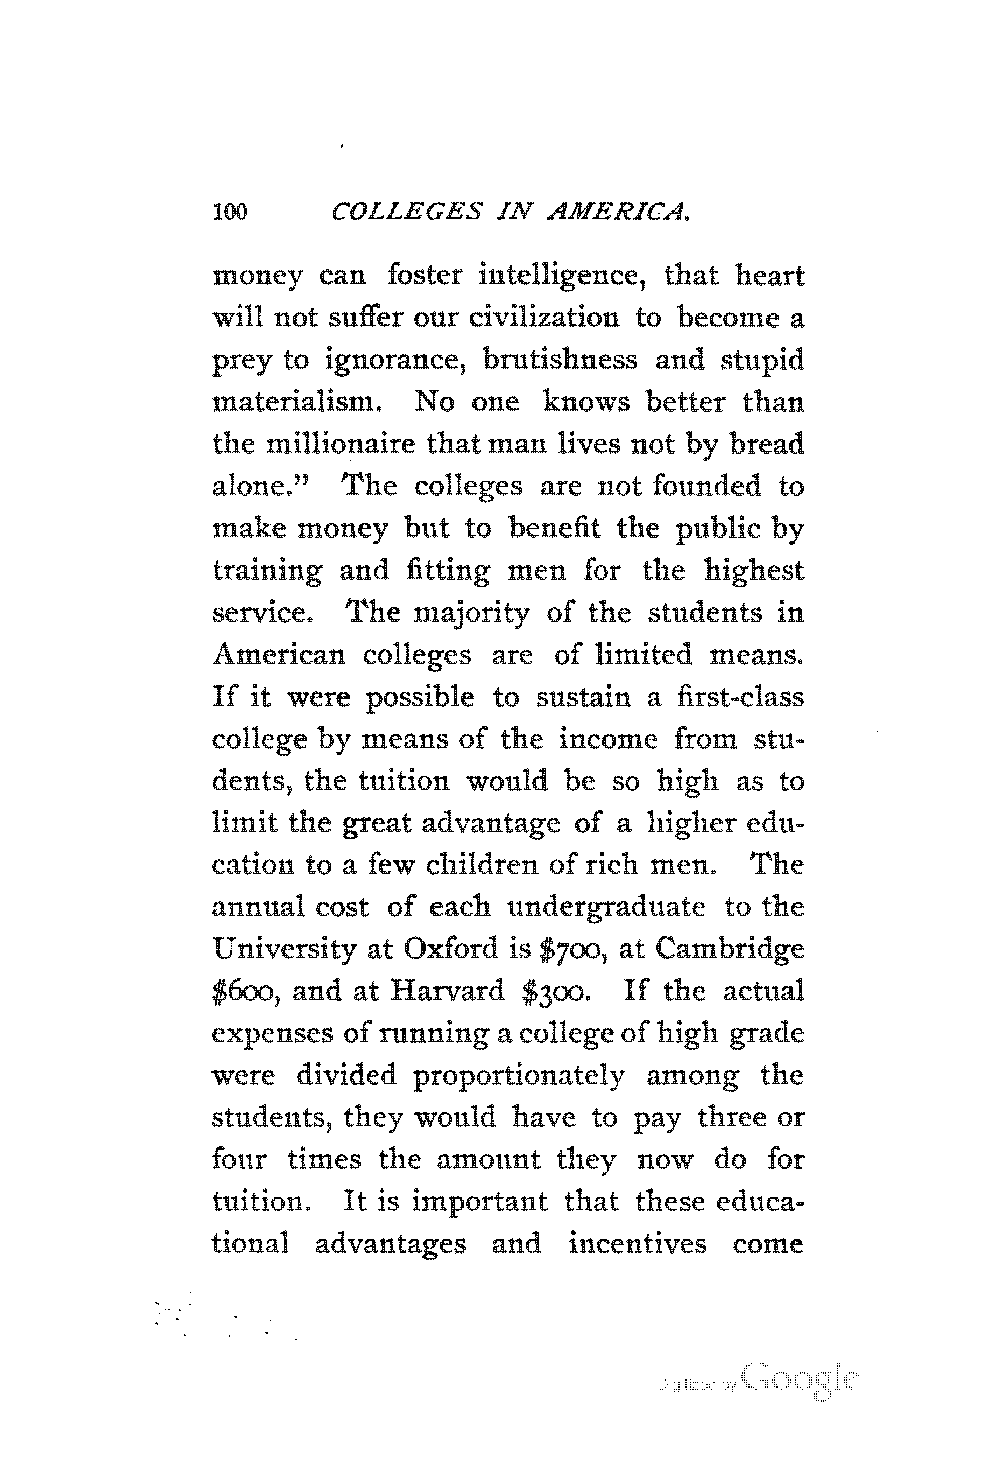 100 COLLEGES IN AMERICA.
money can foster intelligence, that heart
will not suffer our civilization to become a
prey to ignorance, brutishness and stupid
materialism. No one knows better than
the millionaire that man lives not by bread
alone." The colleges are not founded to
make money but to benefit the public by
training and fitting men for the highest
service. The majority of the students in
American colleges are of limited means.
If it were possible to sustain a first-class
college by means of the income from stu-
dents, the tuition would be so high as to
limit the great advantage of a higher edu-
cation to a few children of rich men. The
annual cost of each undergraduate to the
University at Oxford is $700, at Cambridge
$600, and at Harvard $300. If the actual
expenses of running a college of high grade
were divided proportionately among the
students, they would have to pay three or
four times the amount they now do for
tuition. It is important that these educa-
tional advantages and incentives come
Digitized by Google